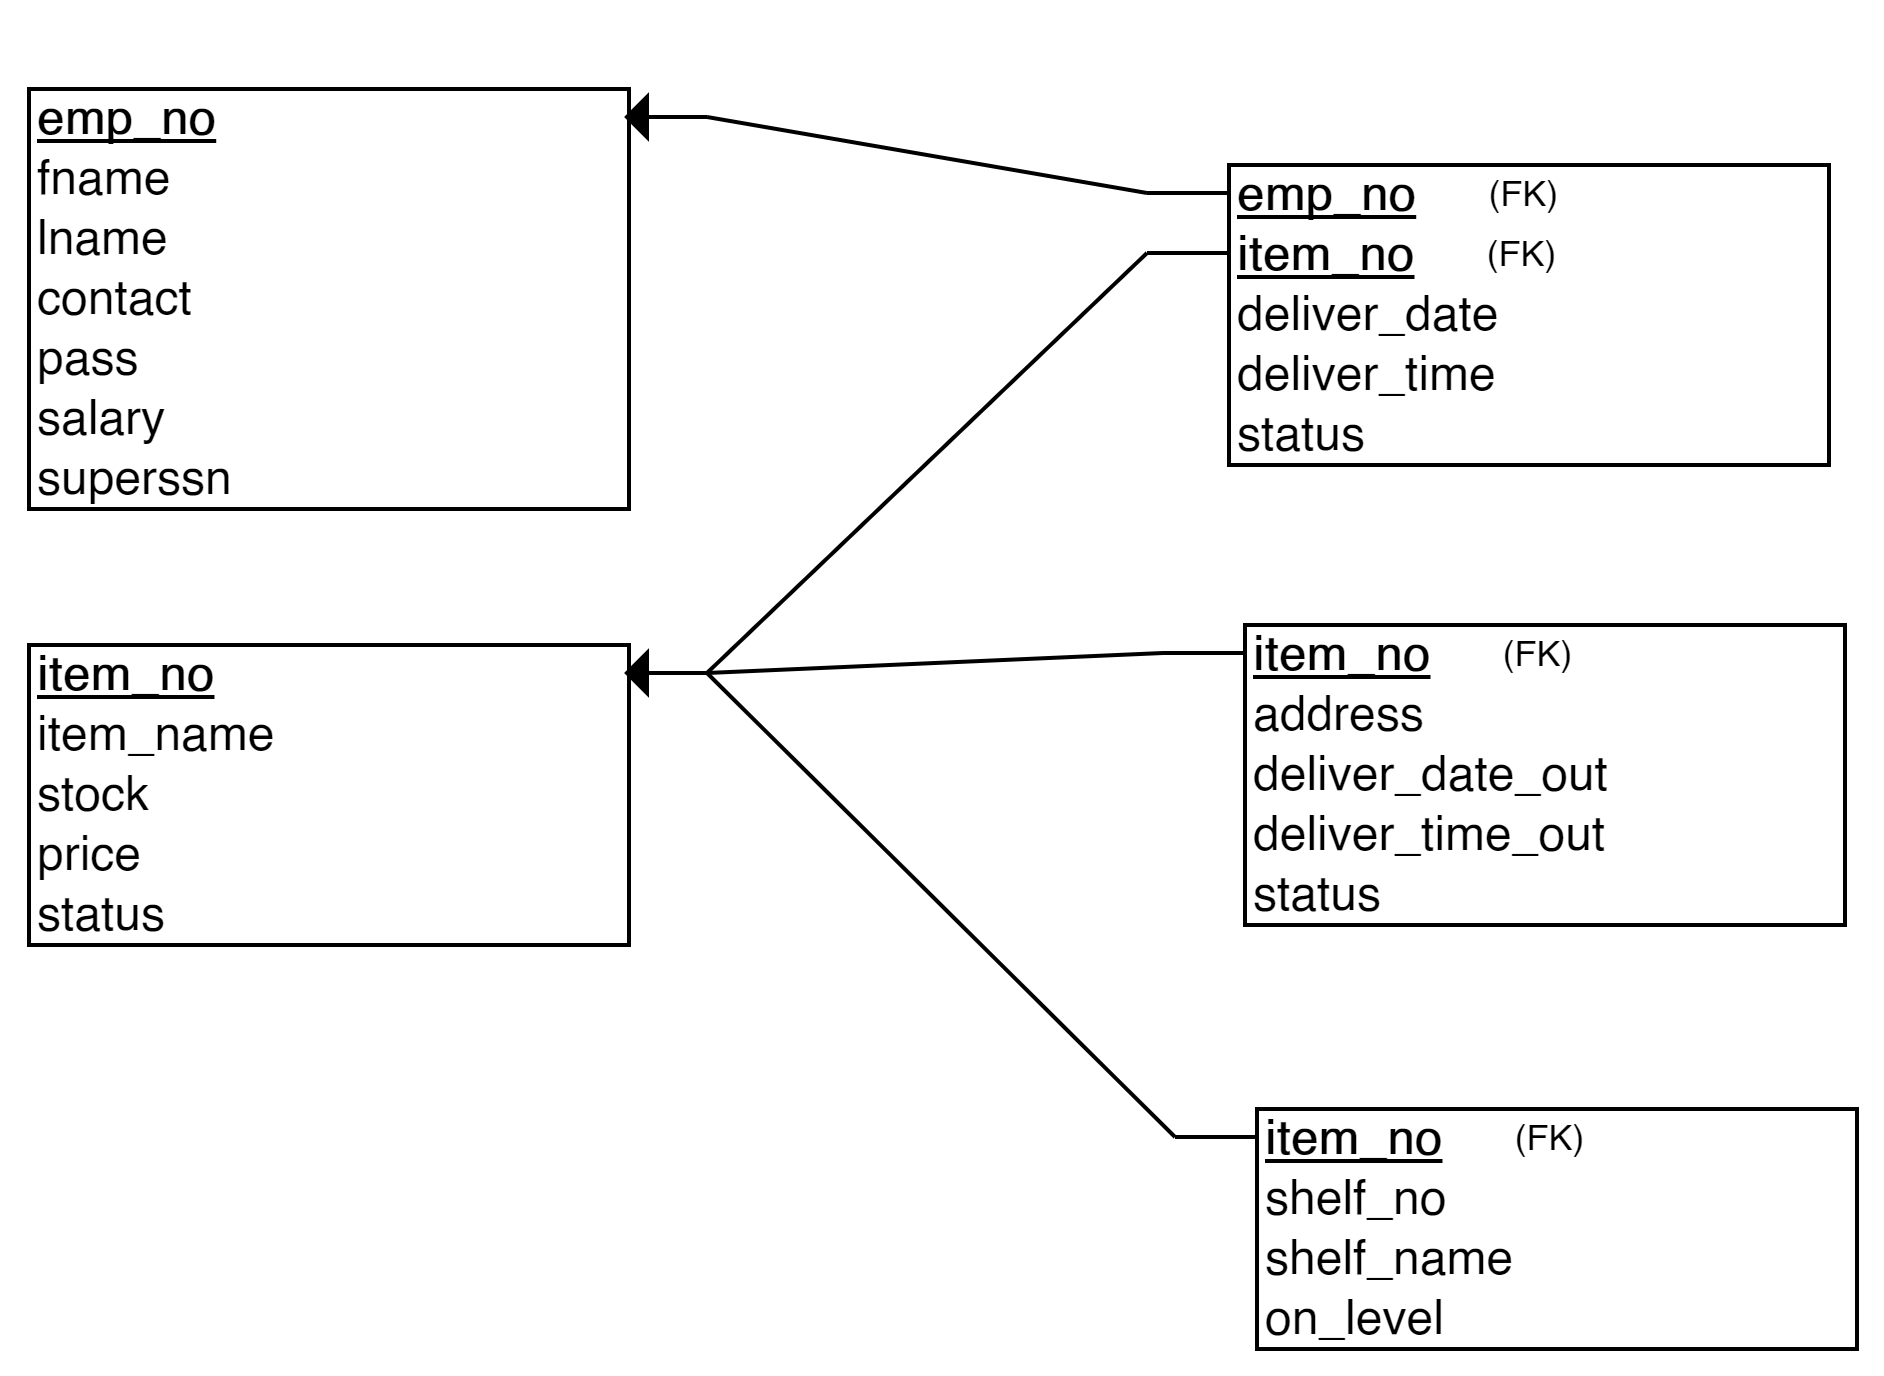 emp_no
fname
lname
contact
pass
salary
superssn
emp_no (FK)
item_no (FK)
deliver_date
deliver_time
status
item_no
item_name
stock
price
status
item_no (FK)
address
deliver_date_out
deliver_time_out
status
item_no (FK)
shelf_no
shelf_name
on_level